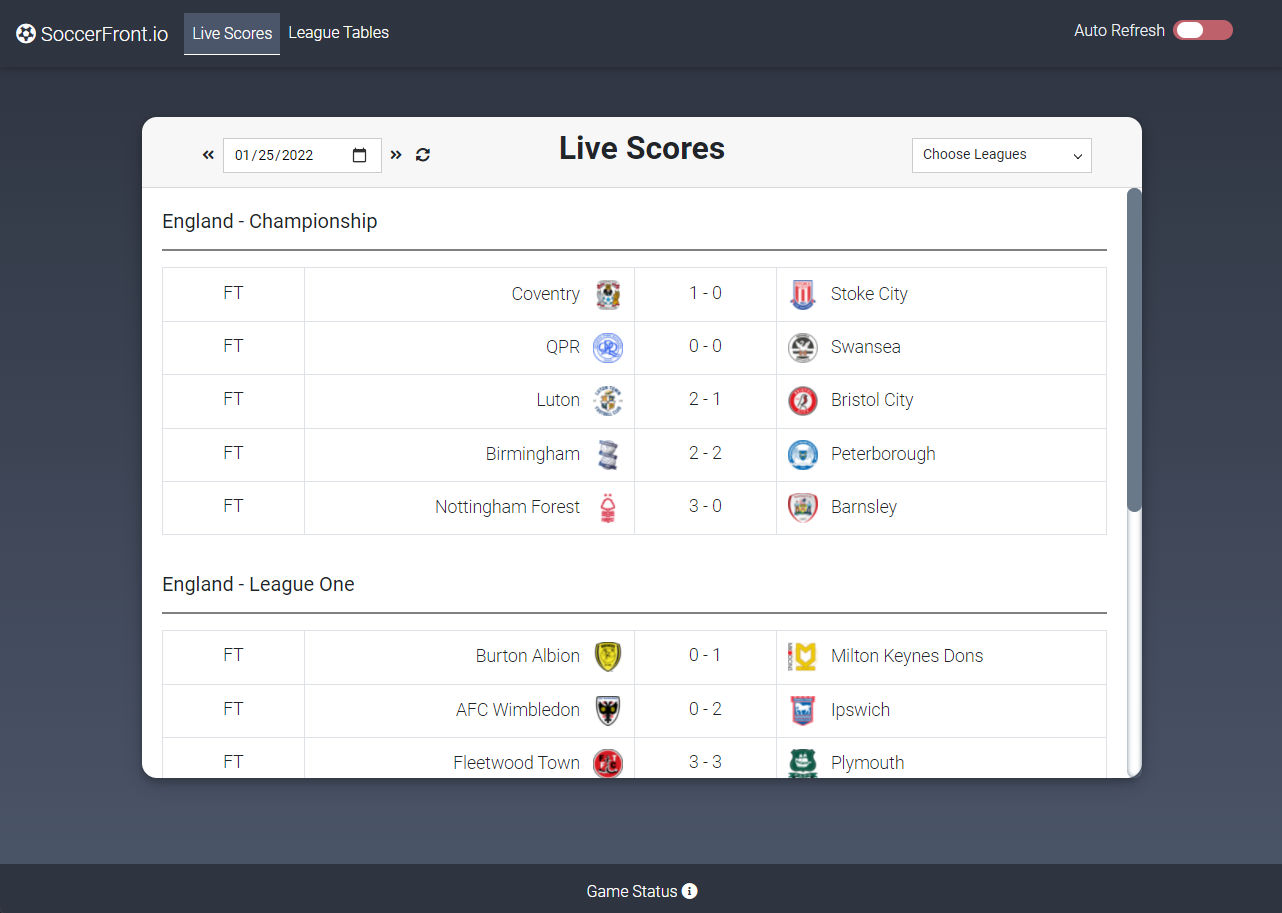 SoccerFront.io Live Scores League Tables Auto Refresh
01/25/2022 Live Scores Choose Leagues
England - Championship
FT Coventry 1 - 0 Stoke City
FT QPR 0 - 0 Swansea
FT Luton 2 - 1 Bristol City
FT Birmingham 2 - 2 Peterborough
FT Nottingham Forest 3 - 0 Barnsley
England - League One
FT Burton Albion 0 - 1 Milton Keynes Dons
FT AFC Wimbledon 0 - 2 Ipswich
FT Fleetwood Town 3 - 3 Plymouth
Game Status